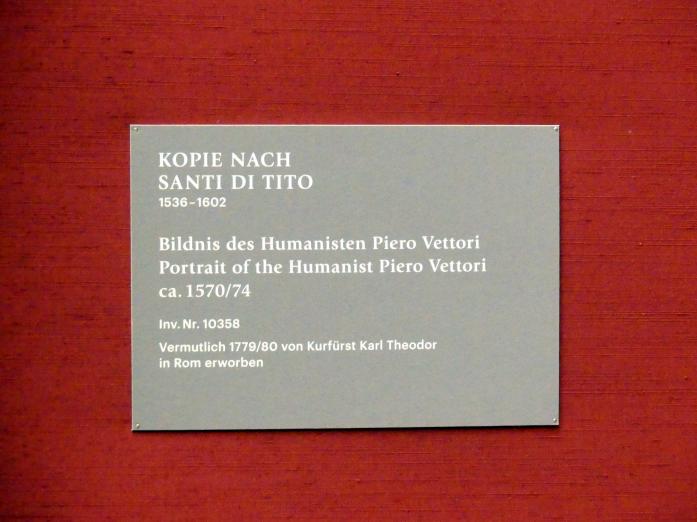 KOPIE NACH
SANTI DI TITO
1536–1602
Bildnis des Humanisten Piero Vettori
Portrait of the Humanist Piero Vettori
ca. 1570/74
Inv. Nr. 10358
Vermutlich 1779/80 von Kurfürst Karl Theodor
in Rom erworben